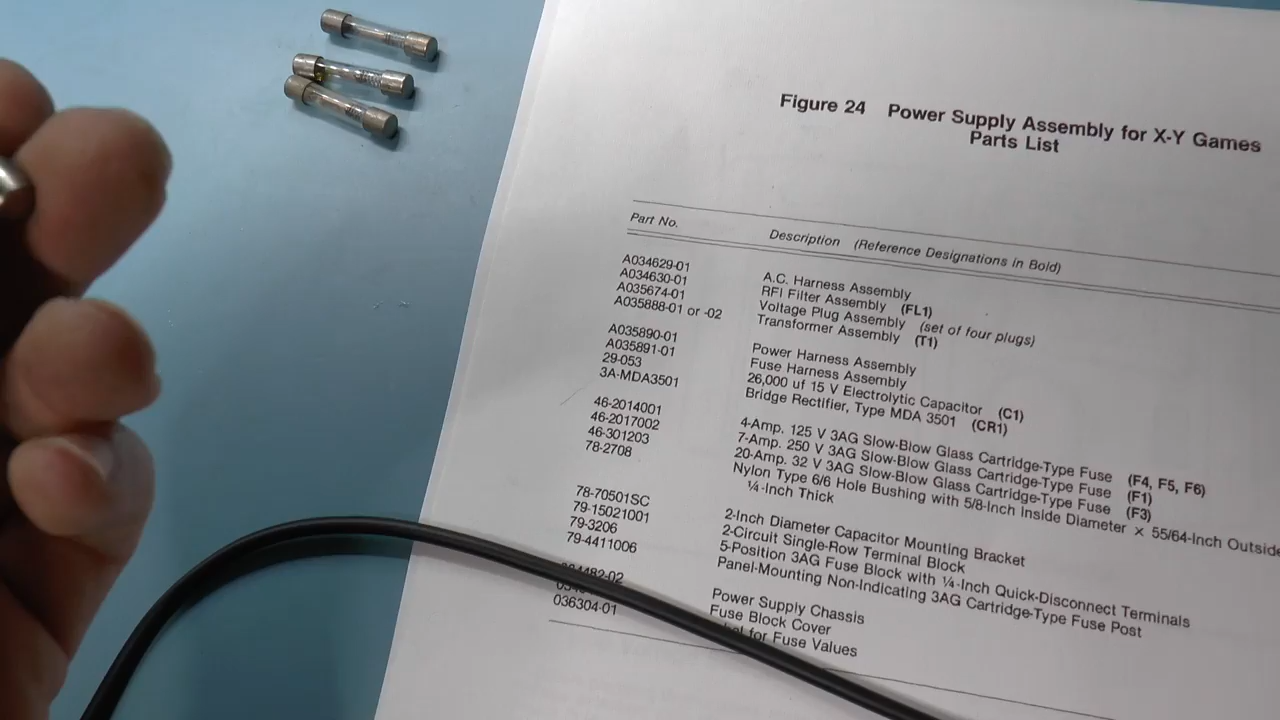 Figure 24 Power Supply Assembly for X-Y Games
Parts List
Part No. Description (Reference Designations in Bold)
A034629-01 A.C. Harness Assembly
A034630-01 RFI Filter Assembly (FL1)
A035674-01 Voltage Plug Assembly (set of four plugs)
A035888-01 or -02 Transformer Assembly (T1)
A035890-01 Power Harness Assembly
A035891-01 Fuse Harness Assembly
29-053 26,000 uf 15 V Electrolytic Capacitor (C1)
3A-MDA3501 Bridge Rectifier, Type MDA 3501 (CR1)
46-2014001 4-Amp. 125 V 3AG Slow-Blow Glass Cartridge-Type Fuse (F4, F5, F6)
46-2017002 7-Amp. 250 V 3AG Slow-Blow Glass Cartridge-Type Fuse (F1)
46-301203 20-Amp. 32 V 3AG Slow-Blow Glass Cartridge-Type Fuse (F3)
78-2708 Nylon Type 6/6 Hole Bushing with 5/8-Inch Inside Diameter × 55/64-Inch Outside
¼-Inch Thick
78-70501SC 2-Inch Diameter Capacitor Mounting Bracket
79-15021001 2-Circuit Single-Row Terminal Block
79-3206 5-Position 3AG Fuse Block with ¼-Inch Quick-Disconnect Terminals
79-4411006 Panel-Mounting Non-Indicating 3AG Cartridge-Type Fuse Post
Power Supply Chassis
Fuse Block Cover
036304-01 for Fuse Values